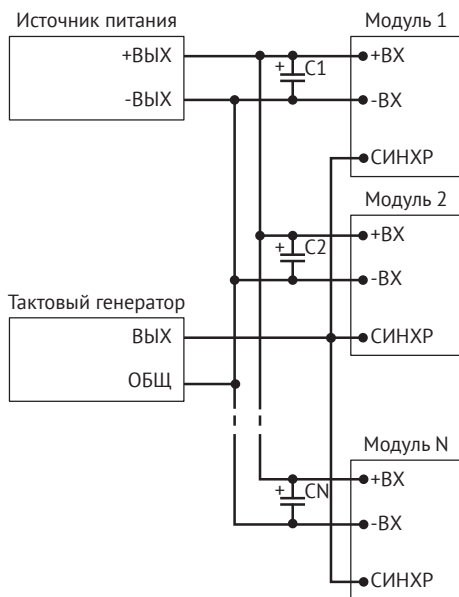 Источник питания
+ВЫХ
-ВЫХ
+ C1
Модуль 1
+ВХ
-ВХ
СИНХР
Модуль 2
+ C2
+ВХ
-ВХ
СИНХР
Тактовый генератор
ВЫХ
ОБЩ
Модуль N
+ CN
+ВХ
-ВХ
СИНХР